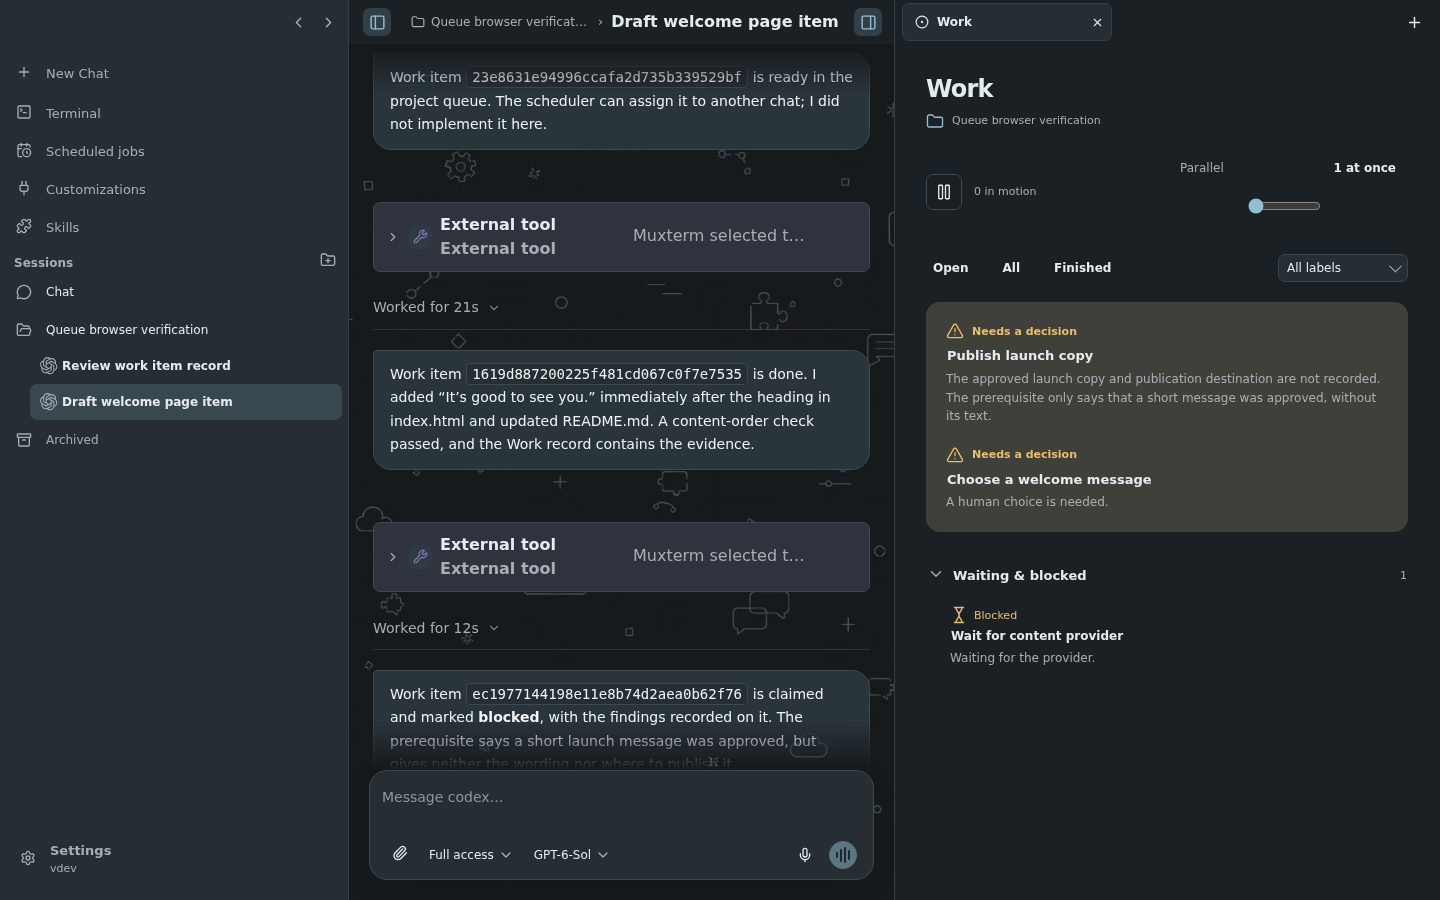 New Chat
Terminal
Scheduled jobs
Customizations
Skills
Sessions
Chat
Queue browser verification
Review work item record
Draft welcome page item
Archived
Settings
vdev
Queue browser verificat… › Draft welcome page item
Work item 23e8631e94996ccafa2d735b339529bf is ready in the
project queue. The scheduler can assign it to another chat; I did
not implement it here.
External tool
External tool
Muxterm selected t…
Worked for 21s
Work item 1619d887200225f481cd067c0f7e7535 is done. I
added “It’s good to see you.” immediately after the heading in
index.html and updated README.md. A content-order check
passed, and the Work record contains the evidence.
External tool
External tool
Muxterm selected t…
Worked for 12s
Work item ec1977144198e11e8b74d2aea0b62f76 is claimed
and marked blocked, with the findings recorded on it. The
prerequisite says a short launch message was approved, but
gives neither the wording nor where to publish it
Message codex…
Full access
GPT-6-Sol
Work
Work
Queue browser verification
0 in motion
Parallel
1 at once
Open
All
Finished
All labels
Needs a decision
Publish launch copy
The approved launch copy and publication destination are not recorded.
The prerequisite only says that a short message was approved, without
its text.
Needs a decision
Choose a welcome message
A human choice is needed.
Waiting & blocked
1
Blocked
Wait for content provider
Waiting for the provider.